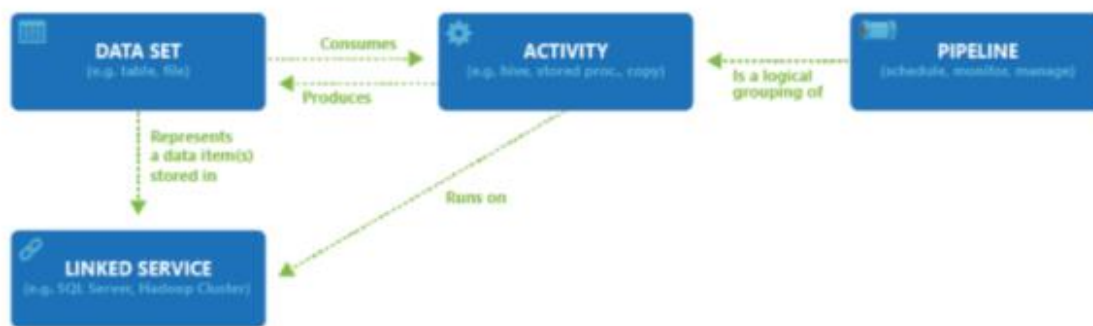 DATA SET
(e.g. table, file)
Consumes
Produces
ACTIVITY
(e.g. hive, stored proc., copy)
Is a logical
grouping of
PIPELINE
(schedule, monitor, manage)
Represents
a data item(s)
stored in
Runs on
LINKED SERVICE
(e.g. SQL Server, Hadoop Cluster)